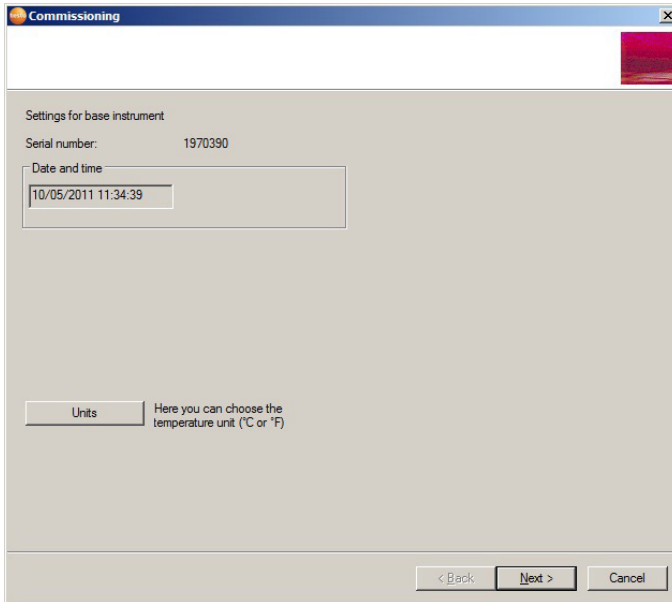 testo Commissioning
Settings for base instrument
Serial number: 1970390
Date and time
10/05/2011 11:34:39
Units
Here you can choose the
temperature unit (°C or °F)
< Back Next > Cancel